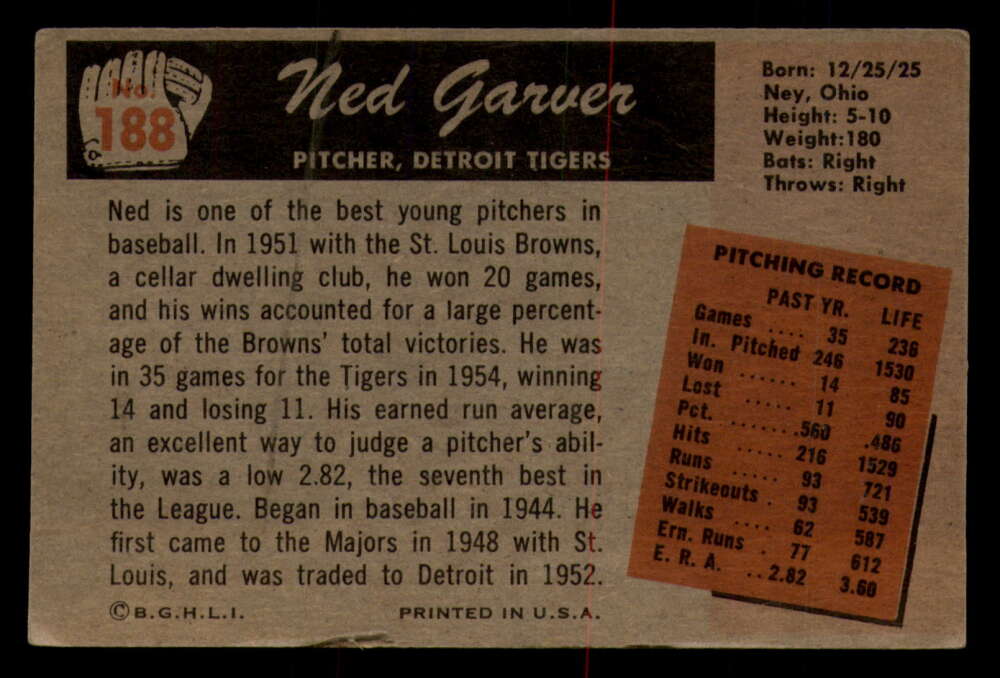 No.
188
Ned Garver
PITCHER, DETROIT TIGERS
Born: 12/25/25
Ney, Ohio
Height: 5-10
Weight:180
Bats: Right
Throws: Right
Ned is one of the best young pitchers in
baseball. In 1951 with the St. Louis Browns,
a cellar dwelling club, he won 20 games,
and his wins accounted for a large percent-
age of the Browns' total victories. He was
in 35 games for the Tigers in 1954, winning
14 and losing 11. His earned run average,
an excellent way to judge a pitcher's abil-
ity, was a low 2.82, the seventh best in
the League. Began in baseball in 1944. He
first came to the Majors in 1948 with St.
Louis, and was traded to Detroit in 1952.
PITCHING RECORD
PAST YR. LIFE
Games .... 35 236
In. Pitched 246 1530
Won ...... 14 85
Lost ..... 11 90
Pct. ...... .560 .486
Hits ..... 216 1529
Runs ..... 93 721
Strikeouts . 93 539
Walks .... 62 587
Ern. Runs . 77 612
E. R. A. ..2.82 3.60
©B.G.H.L.I.
PRINTED IN U.S.A.